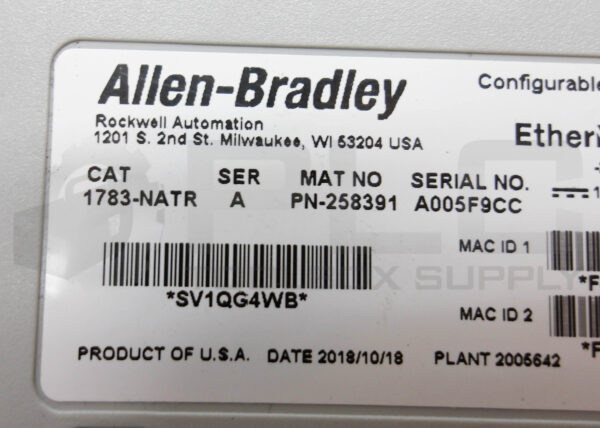 Allen-Bradley
Configurable
Rockwell Automation
1201 S. 2nd St. Milwaukee, WI 53204 USA
CAT SER MAT NO SERIAL NO.
1783-NATR A PN-258391 A005F9CC
MAC ID 1
*SV1QG4WB*
MAC ID 2
PRODUCT OF U.S.A. DATE 2018/10/18 PLANT 2005642
PLC
X SUPPLY